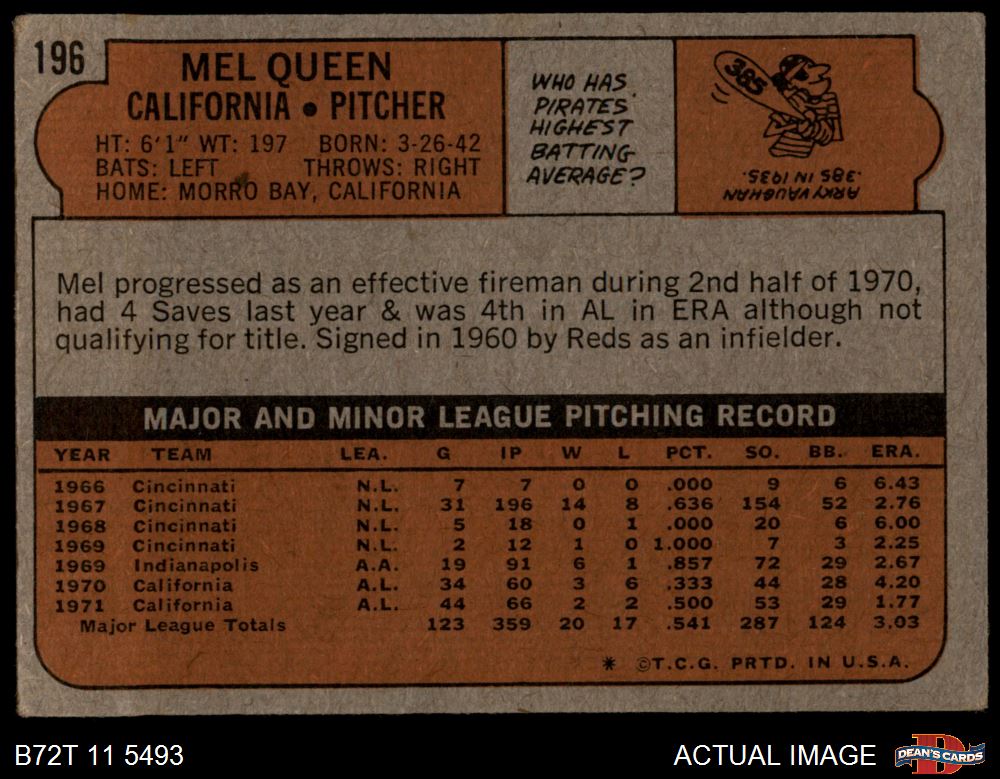 196
MEL QUEEN
CALIFORNIA • PITCHER
HT: 6'1" WT: 197 BORN: 3-26-42
BATS: LEFT THROWS: RIGHT
HOME: MORRO BAY, CALIFORNIA
WHO HAS
PIRATES
HIGHEST
BATTING
AVERAGE?
385
ARKY VAUGHAN
.385 IN 1935.
Mel progressed as an effective fireman during 2nd half of 1970,
had 4 Saves last year & was 4th in AL in ERA although not
qualifying for title. Signed in 1960 by Reds as an infielder.
MAJOR AND MINOR LEAGUE PITCHING RECORD
YEAR TEAM LEA. G IP W L PCT. SO. BB. ERA.
1966 Cincinnati N.L. 7 7 0 0 .000 9 6 6.43
1967 Cincinnati N.L. 31 196 14 8 .636 154 52 2.76
1968 Cincinnati N.L. 5 18 0 1 .000 20 6 6.00
1969 Cincinnati N.L. 2 12 1 0 1.000 7 3 2.25
1969 Indianapolis A.A. 19 91 6 1 .857 72 29 2.67
1970 California A.L. 34 60 3 6 .333 44 28 4.20
1971 California A.L. 44 66 2 2 .500 53 29 1.77
Major League Totals 123 359 20 17 .541 287 124 3.03
* ©T.C.G. PRTD. IN U.S.A.
B72T 11 5493
ACTUAL IMAGE
DEAN'S CARDS